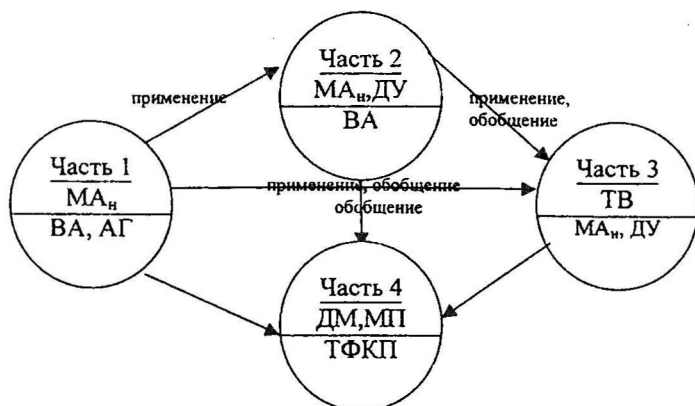 Часть 2
МАн,ДУ
ВА
применение
применение,
обобщение
Часть 1
МАн
ВА, АГ
применение, обобщение
обобщение
Часть 3
ТВ
МАн, ДУ
Часть 4
ДМ,МП
ТФКП